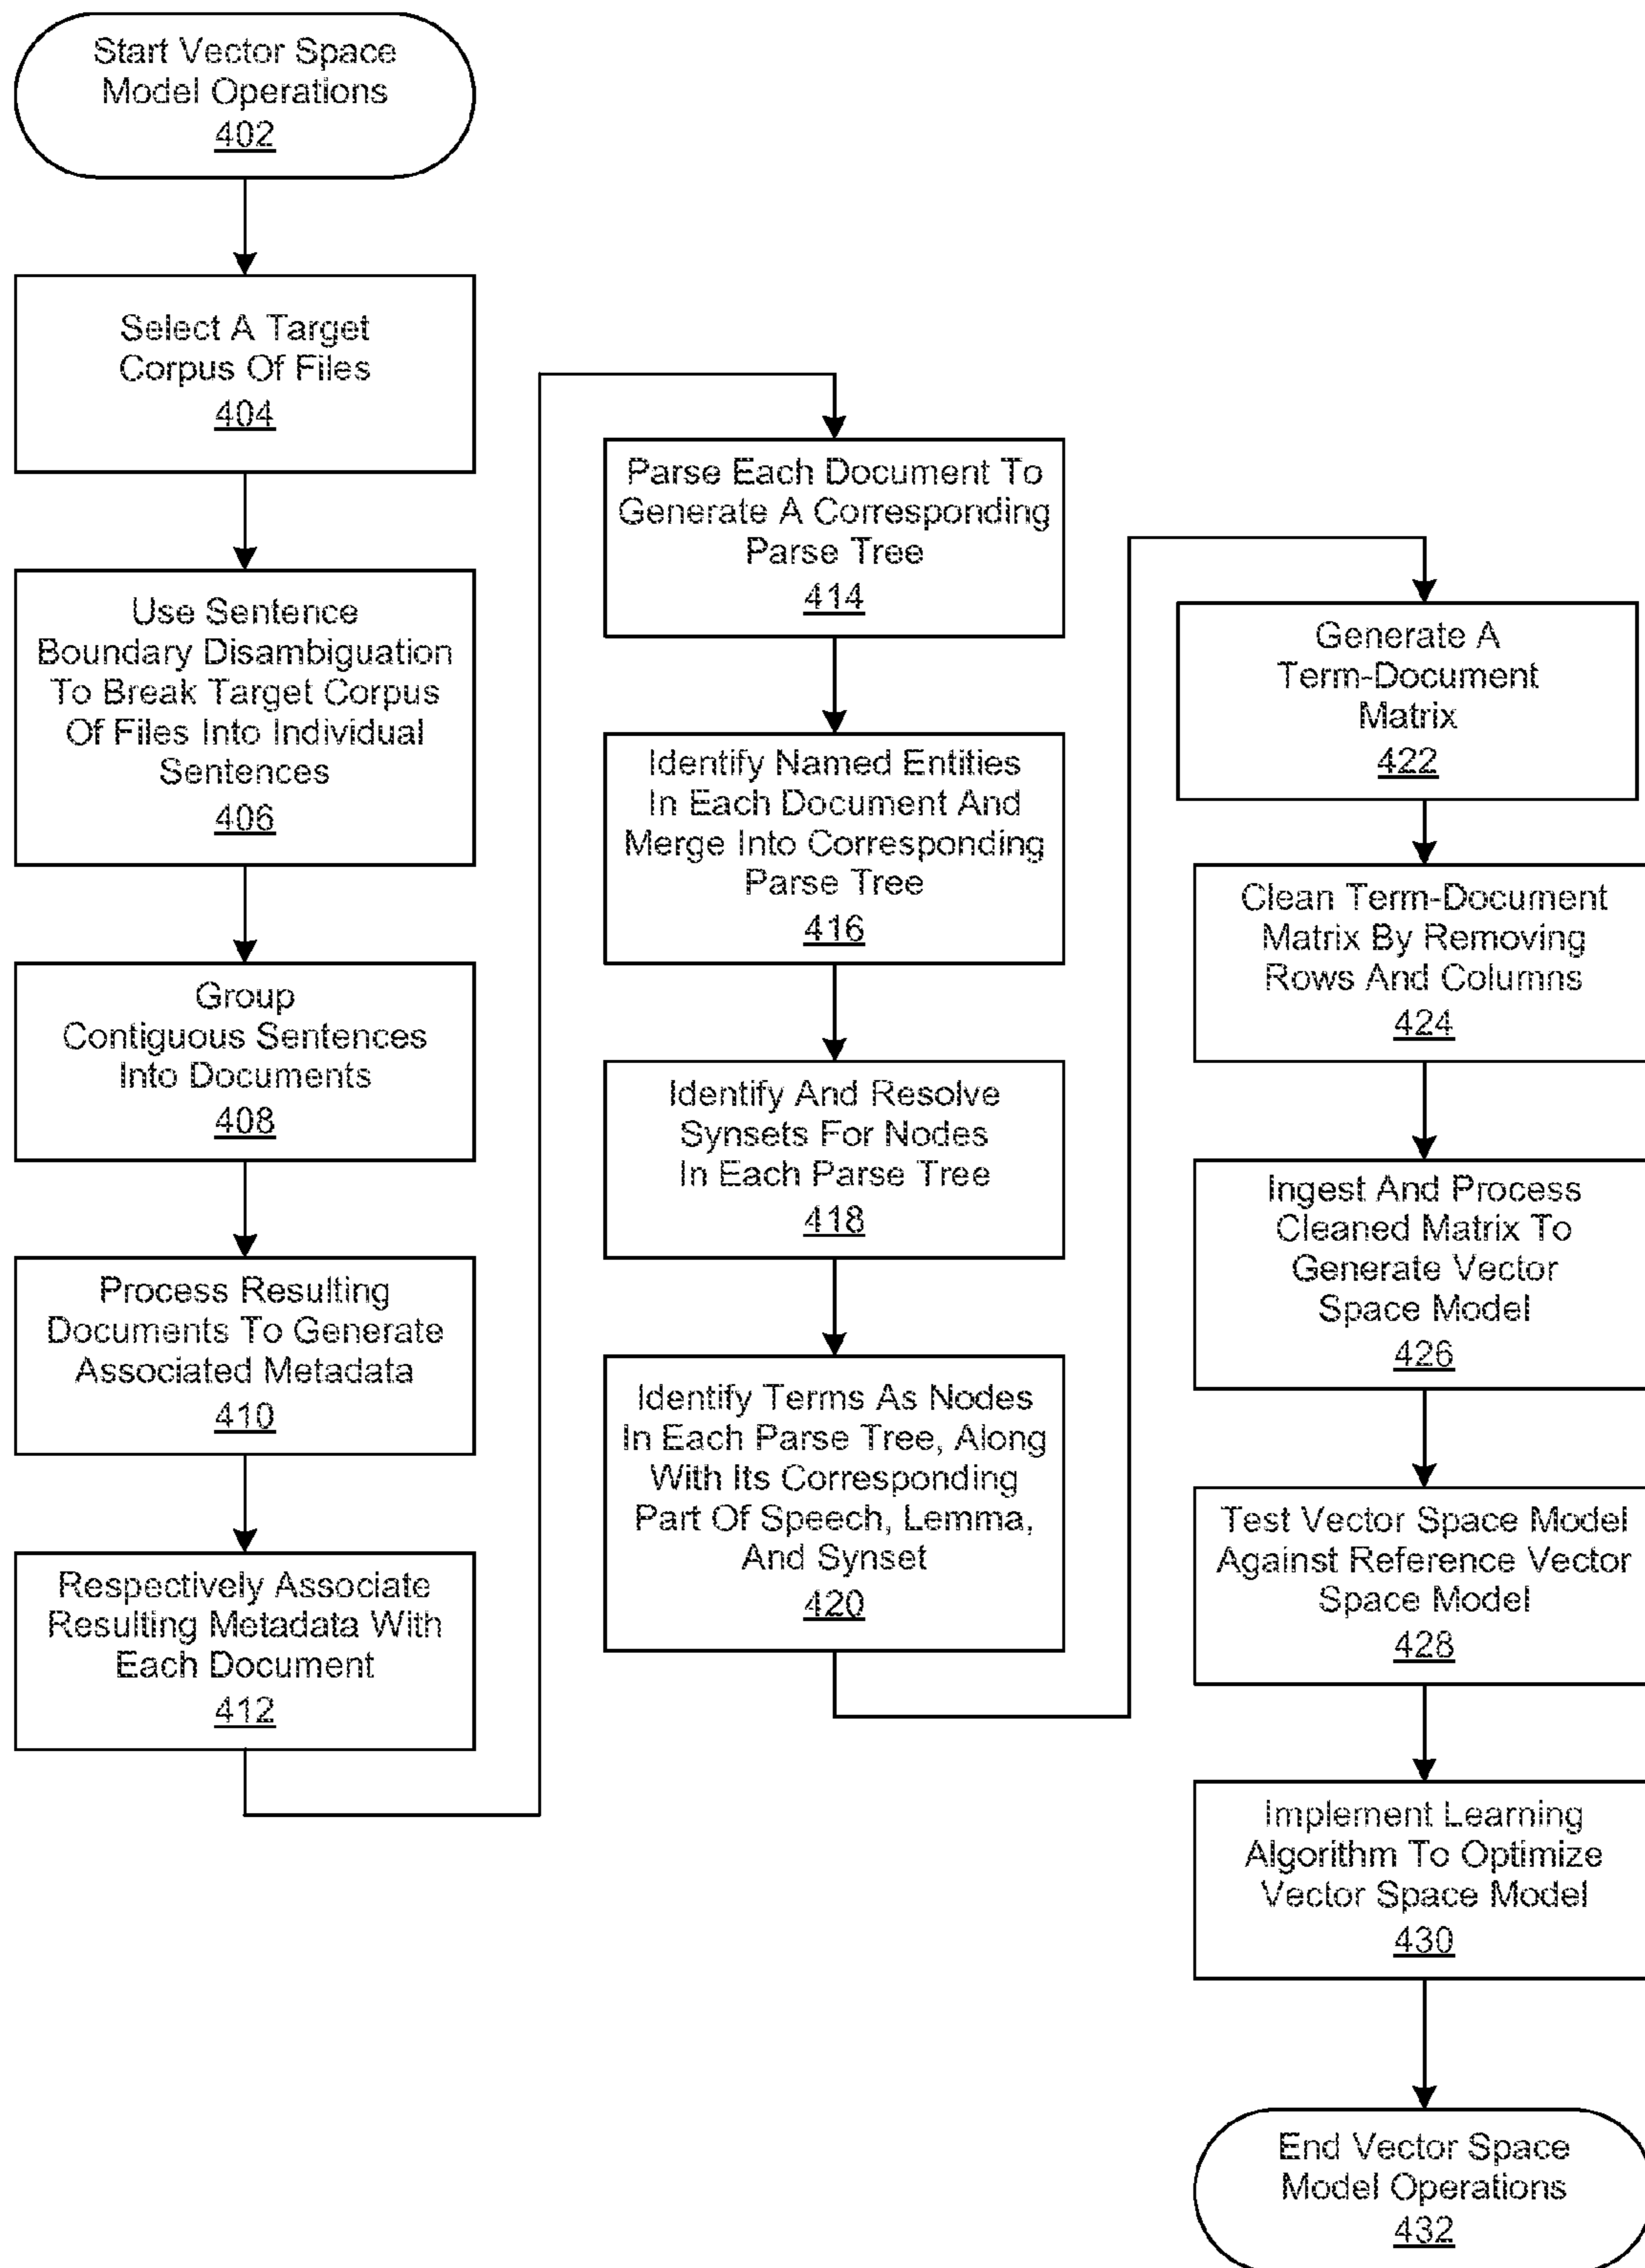 Start Vector Space
Model Operations
402
Select A Target
Corpus Of Files
404
Use Sentence
Boundary Disambiguation
To Break Target Corpus
Of Files Into Individual
Sentences
406
Group
Contiguous Sentences
Into Documents
408
Process Resulting
Documents To Generate
Associated Metadata
410
Respectively Associate
Resulting Metadata With
Each Document
412
Parse Each Document To
Generate A Corresponding
Parse Tree
414
Identify Named Entities
In Each Document And
Merge Into Corresponding
Parse Tree
416
Identify And Resolve
Synsets For Nodes
In Each Parse Tree
418
Identify Terms As Nodes
In Each Parse Tree, Along
With Its Corresponding
Part Of Speech, Lemma,
And Synset
420
Generate A
Term-Document
Matrix
422
Clean Term-Document
Matrix By Removing
Rows And Columns
424
Ingest And Process
Cleaned Matrix To
Generate Vector
Space Model
426
Test Vector Space Model
Against Reference Vector
Space Model
428
Implement Learning
Algorithm To Optimize
Vector Space Model
430
End Vector Space
Model Operations
432